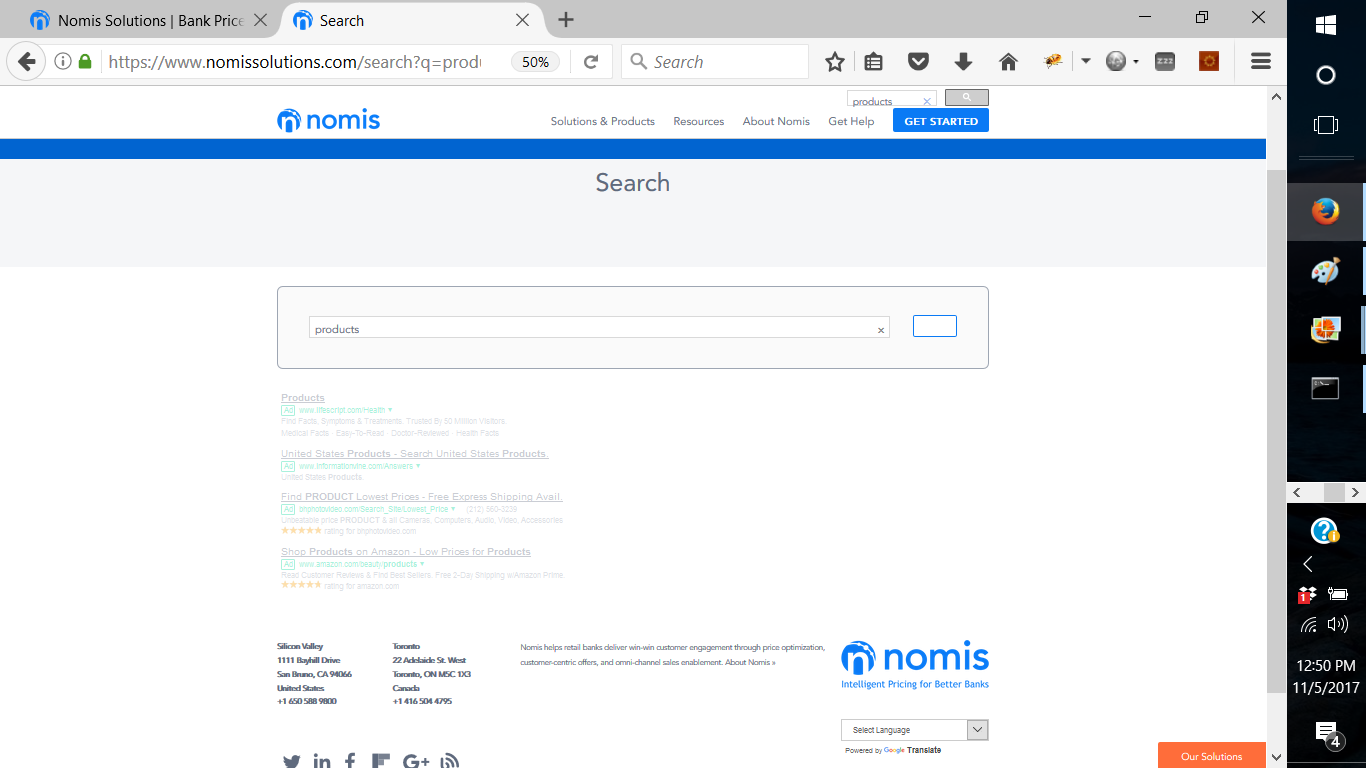 Nomis Solutions | Bank Price
Search
https://www.nomissolutions.com/search?q=prod
50%
Search
products
nomis
Solutions & Products
Resources
About Nomis
Get Help
GET STARTED
Search
products
Products
Ad www.lifescript.com/Health
Find Facts, Symptoms & Treatments. Trusted By 50 Million Visitors.
Medical Facts · Easy-To-Read · Doctor-Reviewed · Health Facts
United States Products - Search United States Products.
Ad www.informationvine.com/Answers
United States Products
Find PRODUCT Lowest Prices - Free Express Shipping Avail.
Ad bhphotovideo.com/Search_Site/Lowest_Price (212) 560-3239
Unbeatable price PRODUCT & all Cameras, Computers, Audio, Video, Accessories
rating for bhphotovideo.com
Shop Products on Amazon - Low Prices for Products
Ad www.amazon.com/beauty/products
Read Customer Reviews & Find Best Sellers. Free 2-Day Shipping w/Amazon Prime.
rating for amazon.com
Silicon Valley
1111 Bayhill Drive
San Bruno, CA 94066
United States
+1 650 588 9800
Toronto
22 Adelaide St. West
Toronto, ON M5C 1X3
Canada
+1 416 504 4795
Nomis helps retail banks deliver win-win customer engagement through price optimization,
customer-centric offers, and omni-channel sales enablement. About Nomis »
nomis
Intelligent Pricing for Better Banks
Select Language
Powered by Google Translate
Our Solutions
zzz
1
12:50 PM
11/5/2017
4